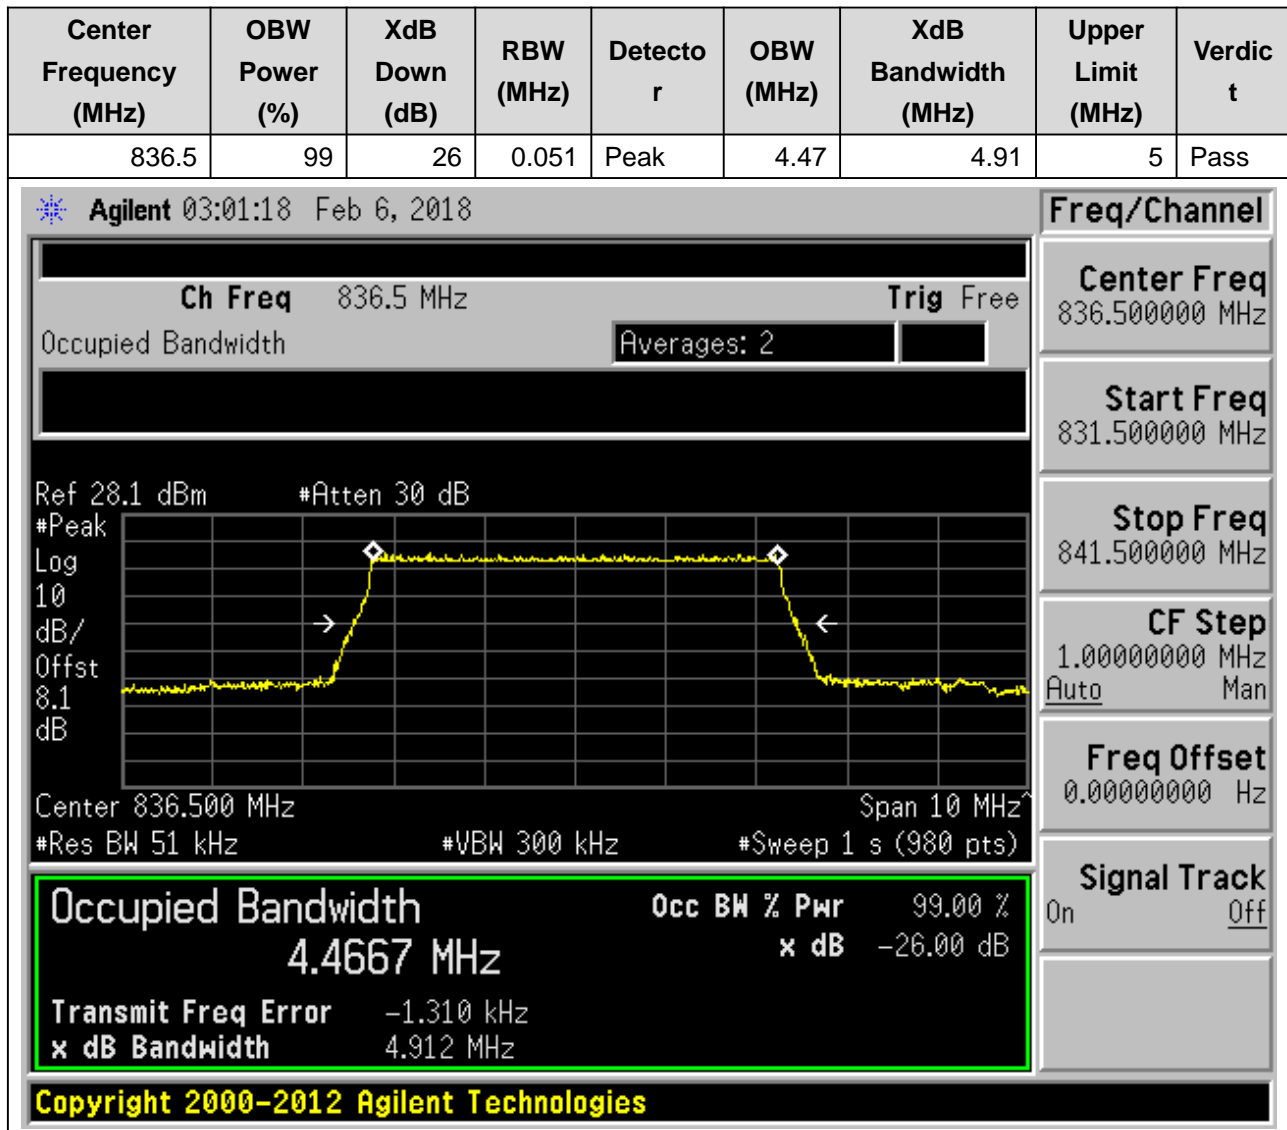 Center Frequency (MHz) OBW Power (%) XdB Down (dB) RBW (MHz) Detecto r OBW (MHz) XdB Bandwidth (MHz) Upper Limit (MHz) Verdic t
836.5 99 26 0.051 Peak 4.47 4.91 5 Pass
Agilent 03:01:18 Feb 6, 2018
Ch Freq 836.5 MHz Trig Free
Occupied Bandwidth Averages: 2
Ref 28.1 dBm #Atten 30 dB
#Peak
Log
10
dB/
Offst
8.1
dB
Center 836.500 MHz Span 10 MHz^
#Res BW 51 kHz #VBW 300 kHz #Sweep 1 s (980 pts)
Occupied Bandwidth Occ BW % Pwr 99.00 %
4.4667 MHz x dB -26.00 dB
Transmit Freq Error -1.310 kHz
x dB Bandwidth 4.912 MHz
Copyright 2000-2012 Agilent Technologies
Freq/Channel
Center Freq
836.500000 MHz
Start Freq
831.500000 MHz
Stop Freq
841.500000 MHz
CF Step
1.00000000 MHz
Auto Man
Freq Offset
0.00000000 Hz
Signal Track
On Off